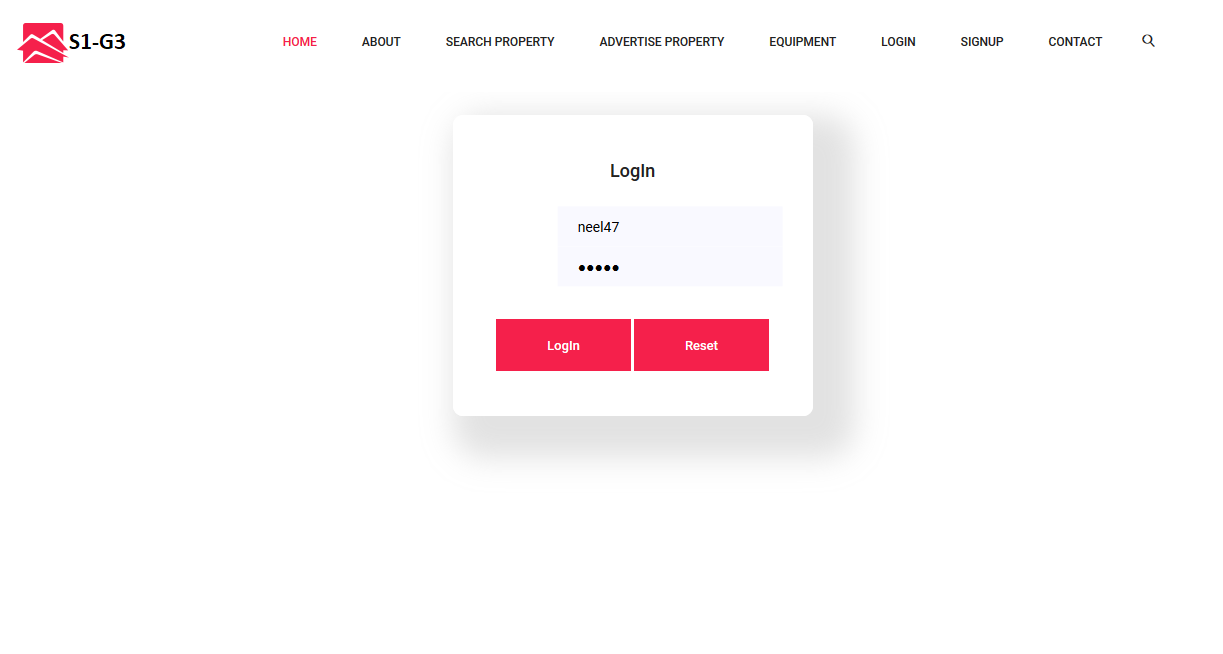 S1-G3
HOME ABOUT SEARCH PROPERTY ADVERTISE PROPERTY EQUIPMENT LOGIN SIGNUP CONTACT
LogIn
neel47
●●●●●
LogIn Reset